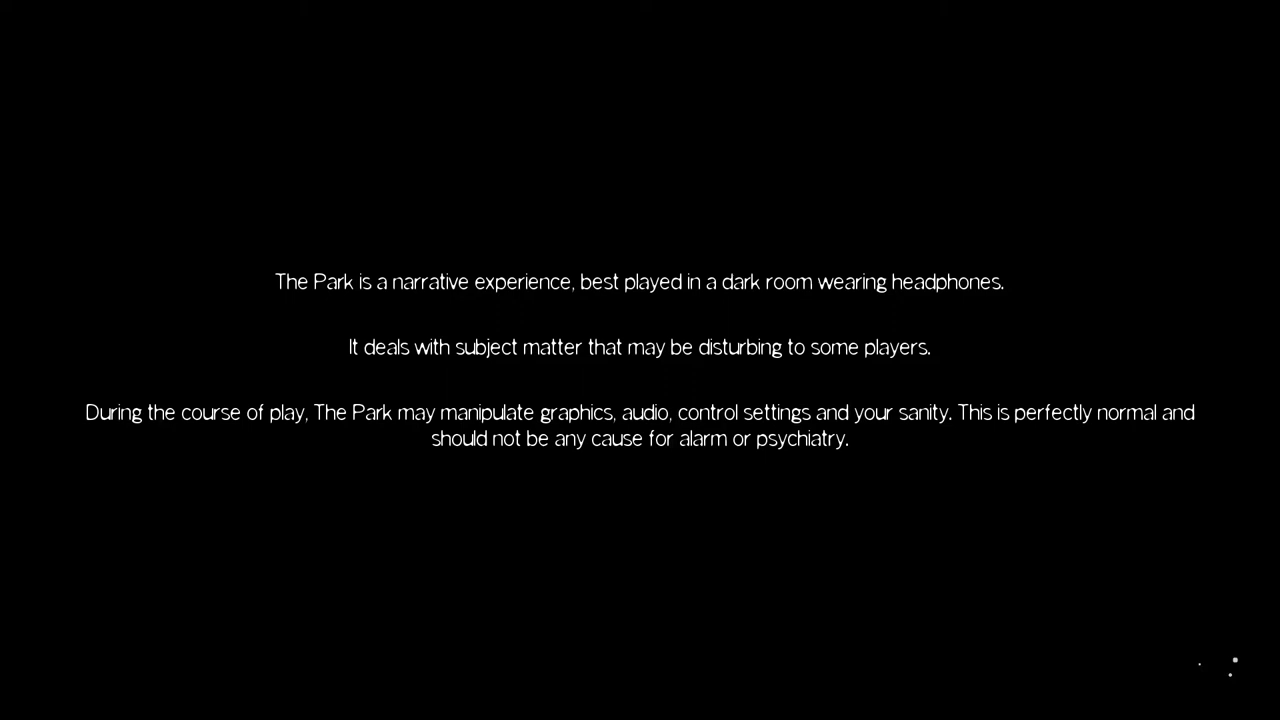 The Park is a narrative experience, best played in a dark room wearing headphones.
It deals with subject matter that may be disturbing to some players.
During the course of play, The Park may manipulate graphics, audio, control settings and your sanity. This is perfectly normal and
should not be any cause for alarm or psychiatry.